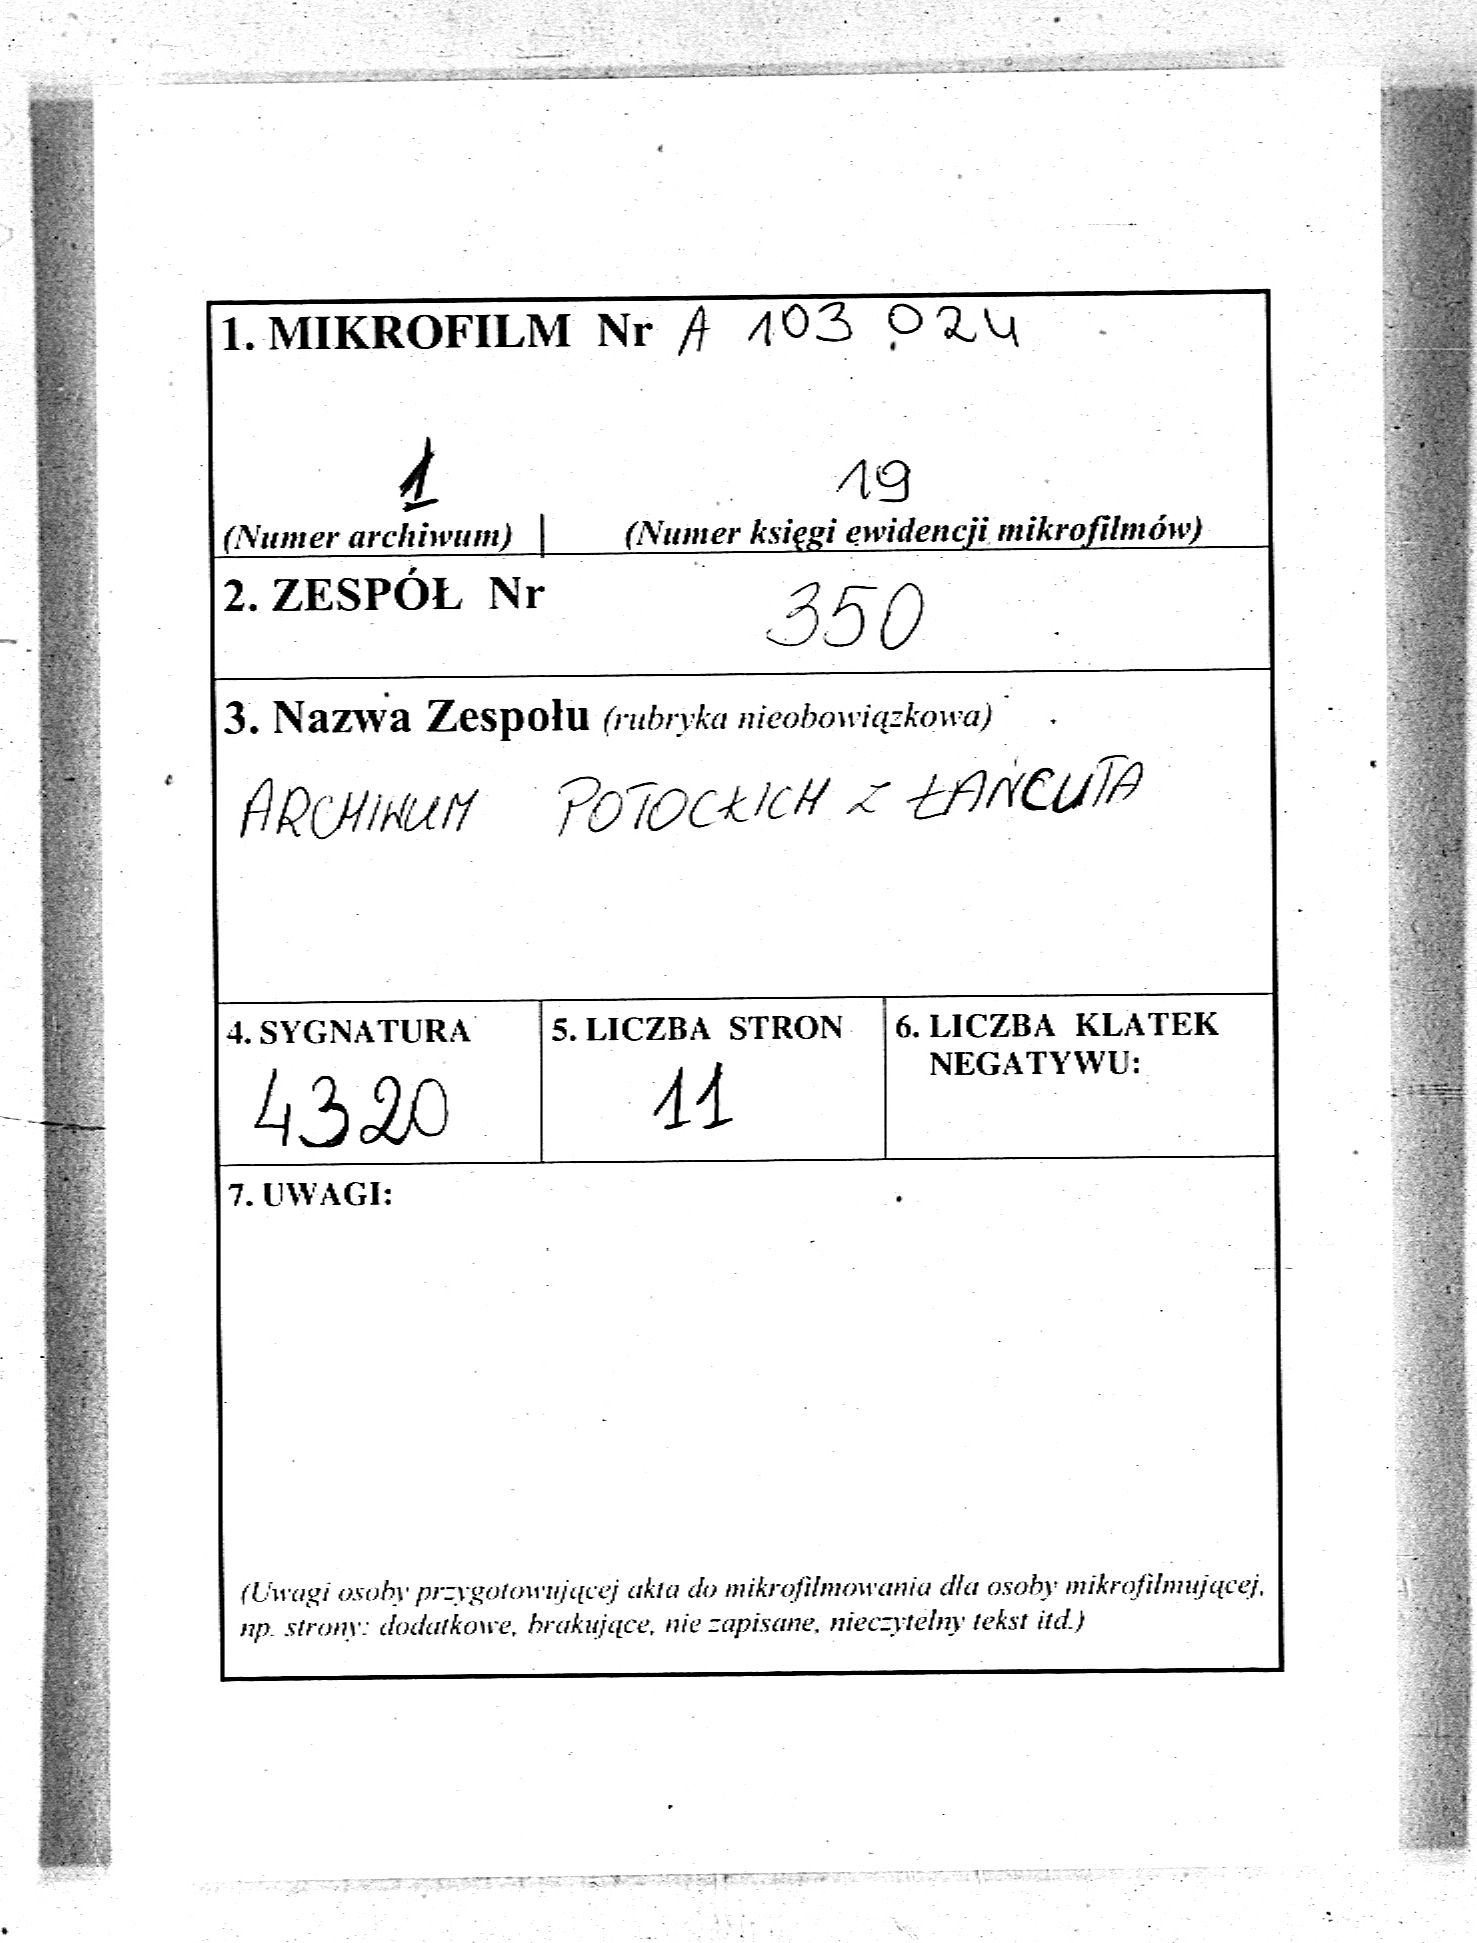 1. MIKROFILM Nr A 103 024
1 19
(Numer archiwum) | (Numer księgi ewidencji mikrofilmów)
2. ZESPÓŁ Nr 350
3. Nazwa Zespołu (rubryka nieobowiązkowa)
ARCHIWUM POTOCKICH Z ŁAŃCUTA
4. SYGNATURA
4320
5. LICZBA STRON
11
6. LICZBA KLATEK
NEGATYWU:
7. UWAGI:
(Uwagi osoby przygotowującej akta do mikrofilmowania dla osoby mikrofilmującej,
np. strony: dodatkowe, brakujące, nie zapisane, nieczytelny tekst itd.)